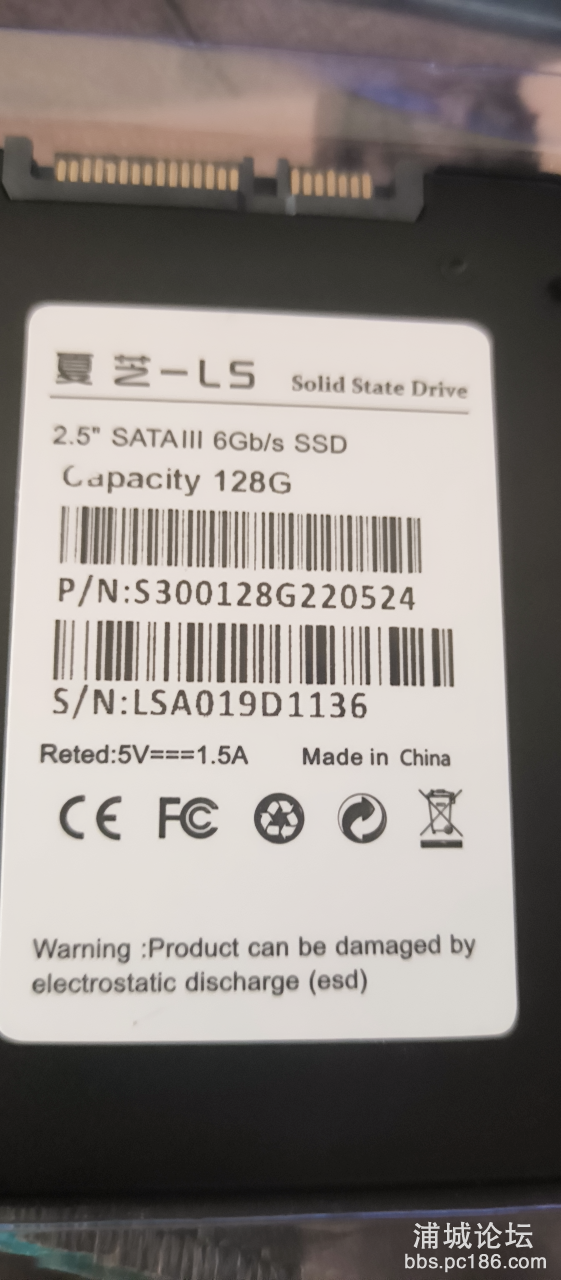 夏芝-LS Solid State Drive
2.5" SATAIII 6Gb/s SSD
Capacity 128G
P/N:S300128G220524
S/N:LSA019D1136
Reted:5V===1.5A Made in China
CE FC
Warning :Product can be damaged by
electrostatic discharge (esd)
浦城论坛
bbs.pc186.com